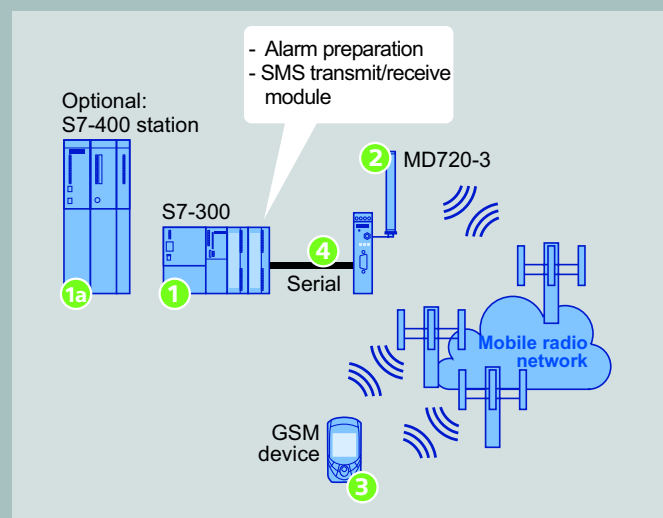 - Alarm preparation
- SMS transmit/receive
module
Optional:
S7-400 station
2
MD720-3
S7-300
4
1a
1
Serial
Mobile radio
network
GSM
device
3